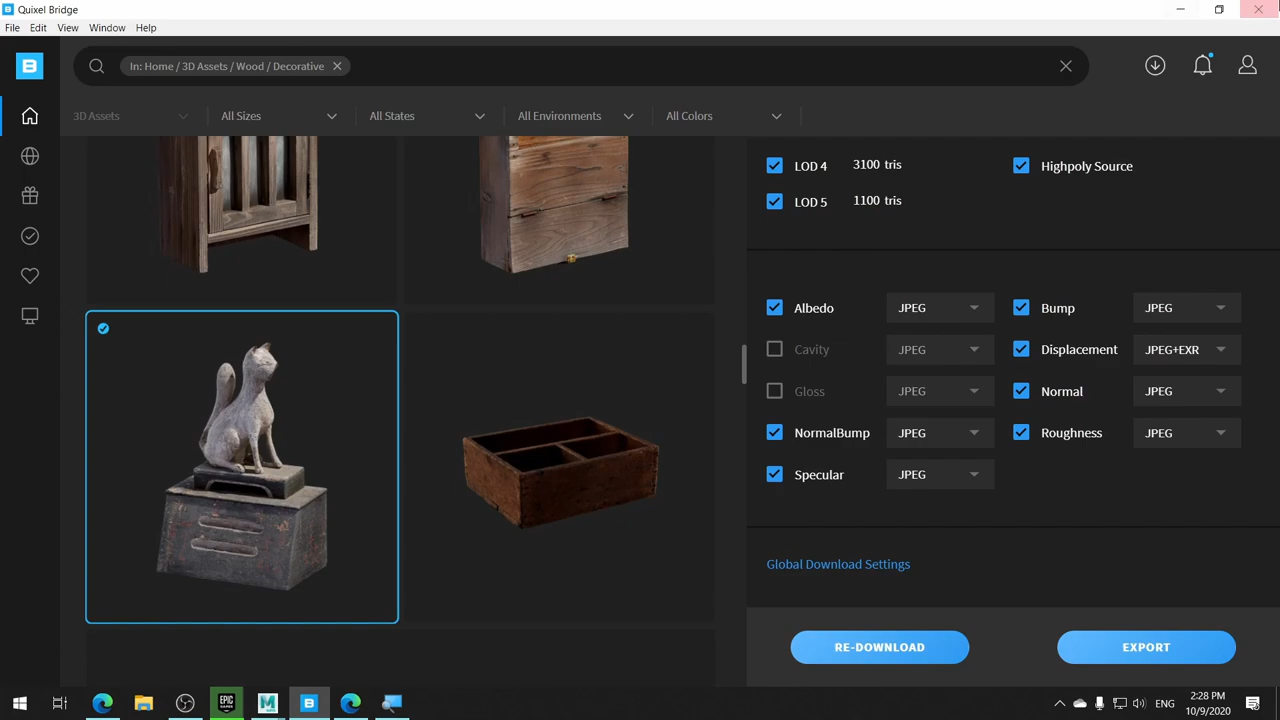 Quixel Bridge
File Edit View Window Help
In: Home / 3D Assets / Wood / Decorative
3D Assets All Sizes All States All Environments All Colors
LOD 4 3100 tris Highpoly Source
LOD 5 1100 tris
Albedo JPEG Bump JPEG
Cavity JPEG Displacement JPEG+EXR
Gloss JPEG Normal JPEG
NormalBump JPEG Roughness JPEG
Specular JPEG
Global Download Settings
RE-DOWNLOAD EXPORT
EPIC GAMES
ENG
2:28 PM
10/9/2020